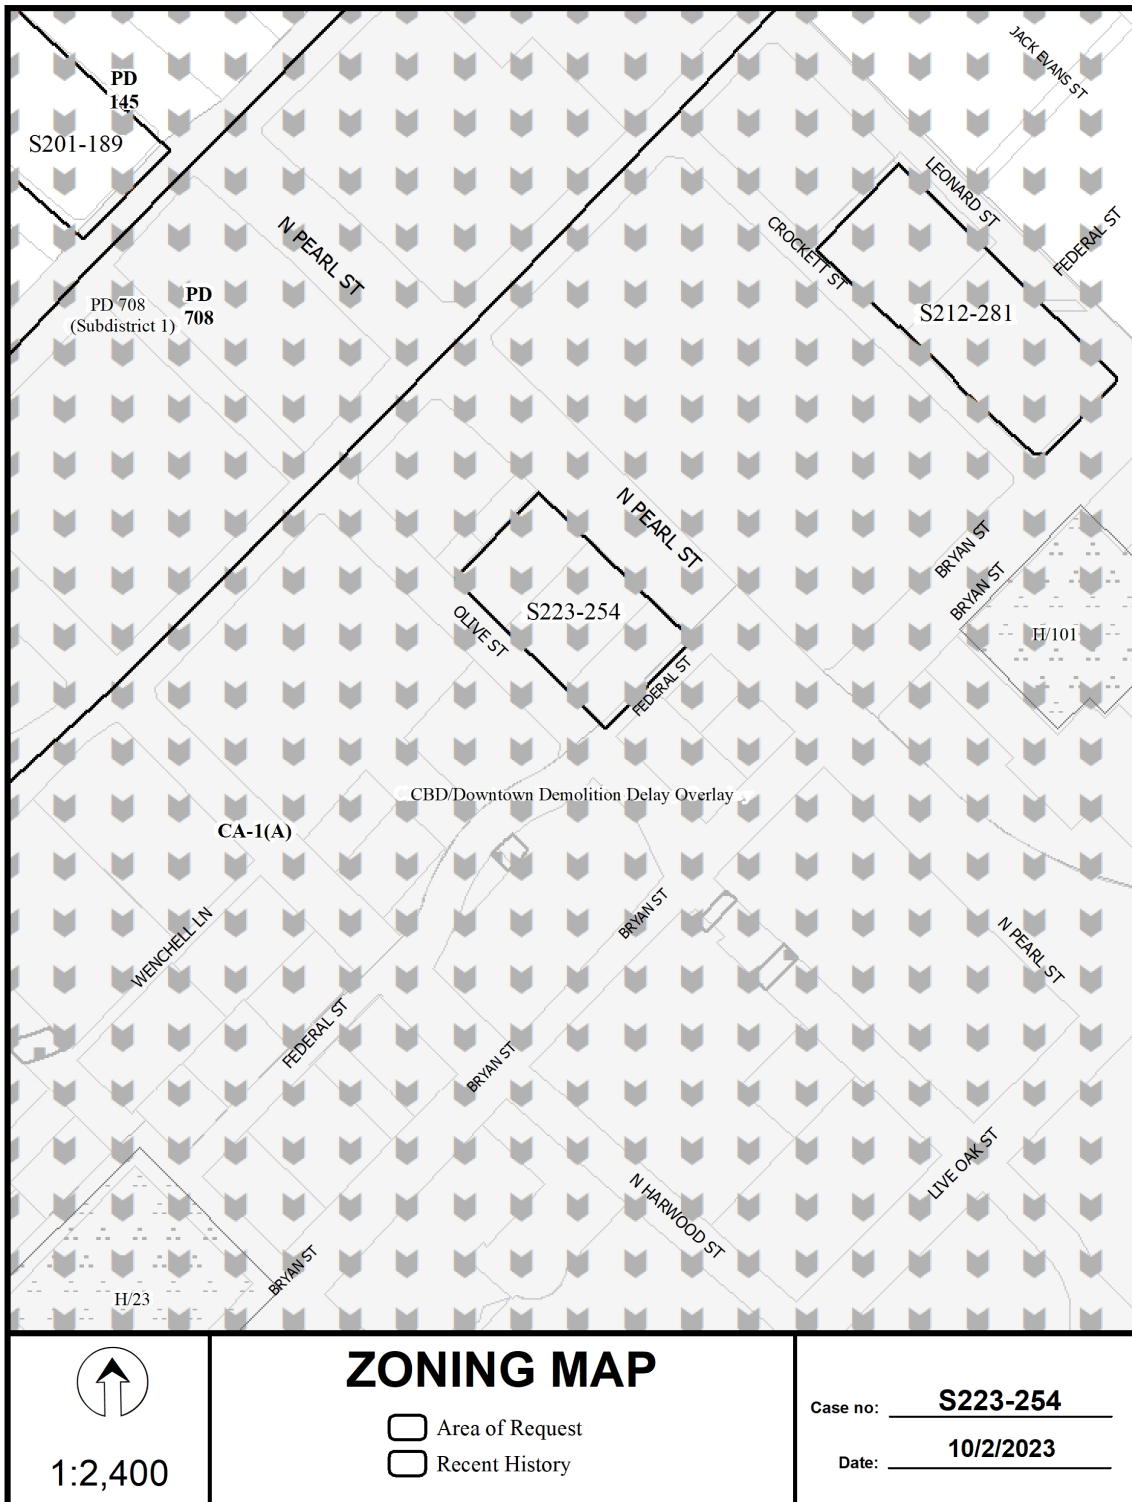 JACK EVANS ST
PD
145
S201-189
LEONARD ST
FEDERAL ST
CROCKETT ST
N PEARL ST
PD 708
(Subdistrict 1)
PD
708
S212-281
N PEARL ST
BRYAN ST
BRYAN ST
S223-254
OLIVE ST
H/101
FEDERAL ST
CBD/Downtown Demolition Delay Overlay
CA-1(A)
BRYAN ST
WENCHELL LN
N PEARL ST
FEDERAL ST
BRYAN ST
LIVE OAK ST
N HARWOOD ST
BRYAN ST
H/23
1:2,400
ZONING MAP
Area of Request
Recent History
Case no: S223-254
Date: 10/2/2023